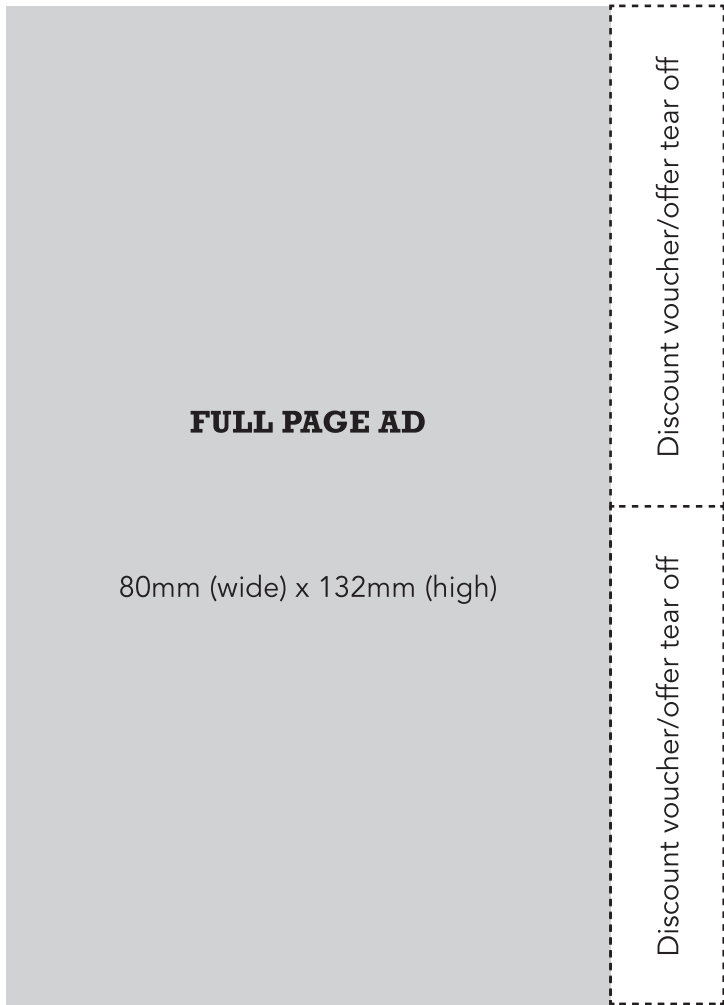 FULL PAGE AD
80mm (wide) x 132mm (high)
Discount voucher/offer tear off
Discount voucher/offer tear off